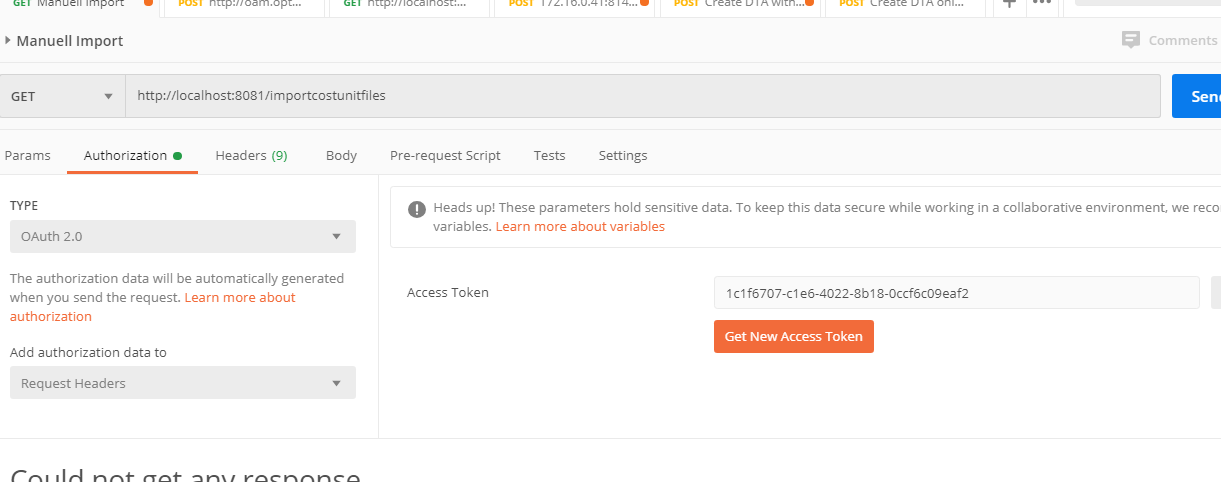 GET Manuell Import POST http://oam.opt... GET http://localhost:... POST 172.16.0.41:814... POST Create DTA with... POST Create DTA onl...
Manuell Import Comments
GET http://localhost:8081/importcostunitfiles Send
Params Authorization Headers (9) Body Pre-request Script Tests Settings
TYPE
OAuth 2.0
The authorization data will be automatically generated
when you send the request. Learn more about
authorization
Add authorization data to
Request Headers
Heads up! These parameters hold sensitive data. To keep this data secure while working in a collaborative environment, we reco
variables. Learn more about variables
Access Token 1c1f6707-c1e6-4022-8b18-0ccf6c09eaf2
Get New Access Token
Could not get any response